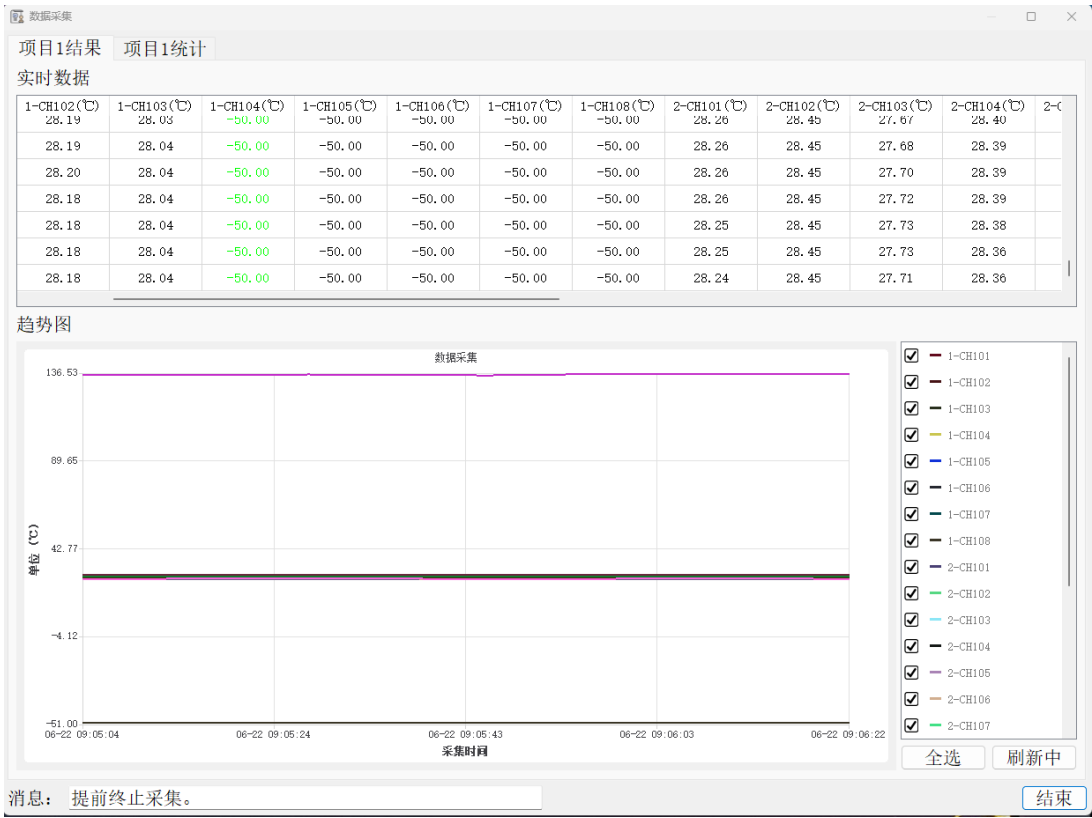 数据采集
项目1结果 项目1统计
实时数据
1-CH102(℃) 1-CH103(℃) 1-CH104(℃) 1-CH105(℃) 1-CH106(℃) 1-CH107(℃) 1-CH108(℃) 2-CH101(℃) 2-CH102(℃) 2-CH103(℃) 2-CH104(℃) 2-C
28.19 28.03 -50.00 -50.00 -50.00 -50.00 -50.00 28.26 28.45 27.67 28.40
28.19 28.04 -50.00 -50.00 -50.00 -50.00 -50.00 28.26 28.45 27.68 28.39
28.20 28.04 -50.00 -50.00 -50.00 -50.00 -50.00 28.26 28.45 27.70 28.39
28.18 28.04 -50.00 -50.00 -50.00 -50.00 -50.00 28.26 28.45 27.72 28.39
28.18 28.04 -50.00 -50.00 -50.00 -50.00 -50.00 28.25 28.45 27.73 28.38
28.18 28.04 -50.00 -50.00 -50.00 -50.00 -50.00 28.25 28.45 27.73 28.36
28.18 28.04 -50.00 -50.00 -50.00 -50.00 -50.00 28.24 28.45 27.71 28.36
趋势图
数据采集
136.53
89.65
42.77
-4.12
-51.00
单位 (℃)
06-22 09:05:04 06-22 09:05:24 06-22 09:05:43 06-22 09:06:03 06-22 09:06:22
采集时间
1-CH101
1-CH102
1-CH103
1-CH104
1-CH105
1-CH106
1-CH107
1-CH108
2-CH101
2-CH102
2-CH103
2-CH104
2-CH105
2-CH106
2-CH107
全选 刷新中
消息: 提前终止采集。 结束